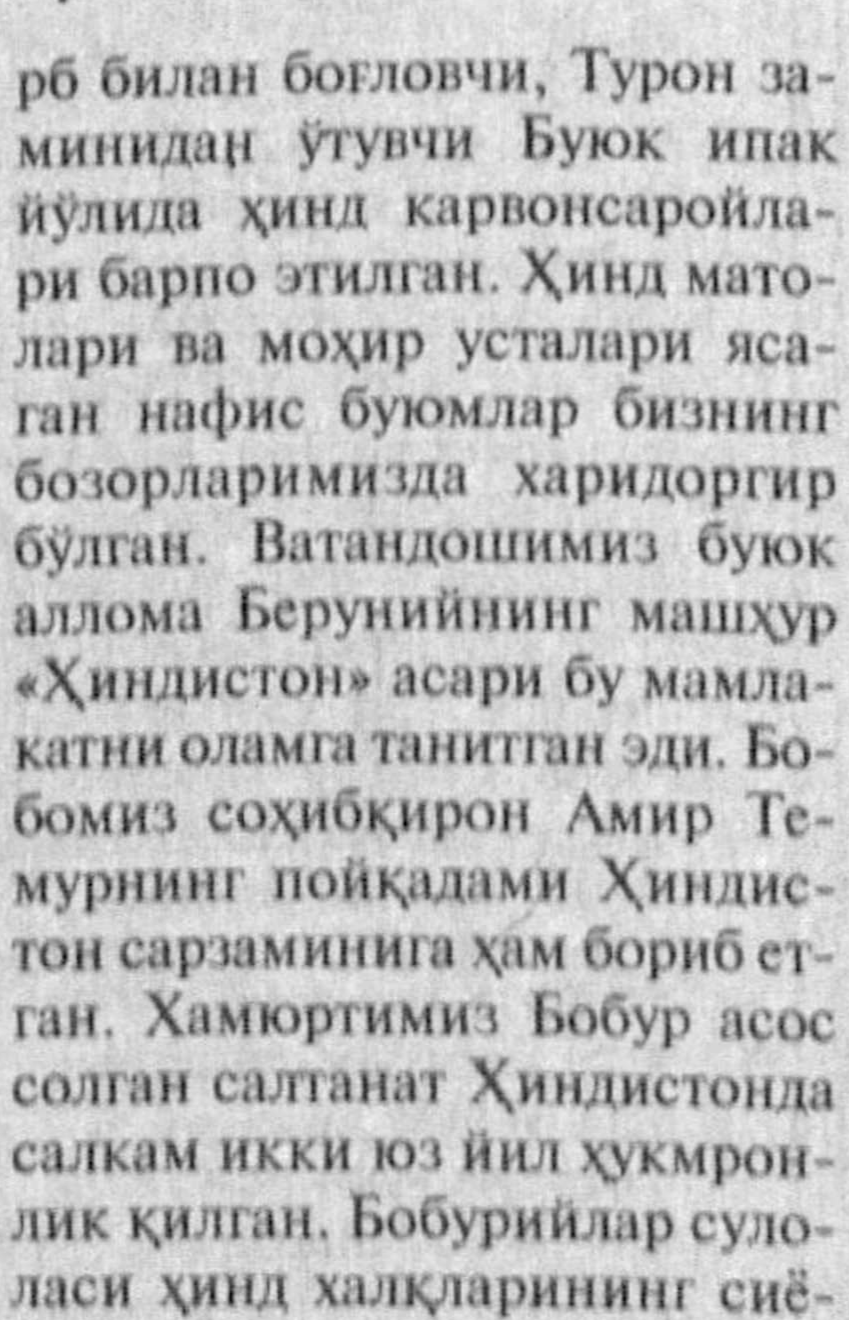 рб билан боғловчи, Турон за-
минидан ўтувчи Буюк ипак
йўлида ҳинд карвонсаройла-
ри барпо этилган. Ҳинд мато-
лари ва моҳир усталари яса-
ган нафис буюмлар бизнинг
бозорларимизда харидоргир
бўлган. Ватандошимиз буюк
аллома Берунийнинг машҳур
«Ҳиндистон» асари бу мамла-
катни оламга танитган эди. Бо-
бомиз соҳибқирон Амир Те-
мурнинг пойқадами Ҳиндис-
тон сарзаминига ҳам бориб ет-
ган. Хамюртимиз Бобур асос
солган салтанат Ҳиндистонда
салкам икки юз йил ҳукмрон-
лик қилган. Бобурийлар суло-
ласи ҳинд халқларининг сиё-